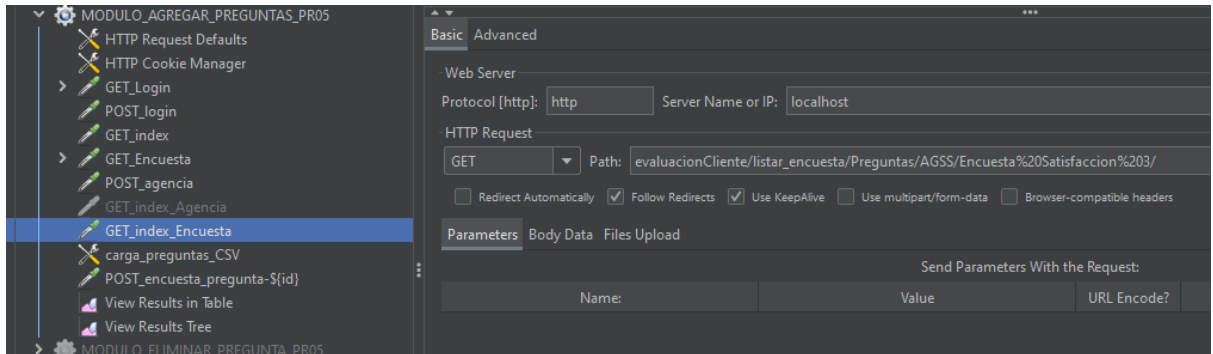 MODULO_AGREGAR_PREGUNTAS_PR05
HTTP Request Defaults
HTTP Cookie Manager
GET_Login
POST_login
GET_index
GET_Encuesta
POST_agencia
GET_index_Agencia
GET_index_Encuesta
carga_preguntas_CSV
POST_encuesta_pregunta-${id}
View Results in Table
View Results Tree
MODULO_ELIMINAR_PREGUNTA_PR05
Basic Advanced
Web Server
Protocol [http]: http Server Name or IP: localhost
HTTP Request
GET Path: evaluacionCliente/listar_encuesta/Preguntas/AGSS/Encuesta%20Satisfaccion%203/
Redirect Automatically Follow Redirects Use KeepAlive Use multipart/form-data Browser-compatible headers
Parameters Body Data Files Upload
Send Parameters With the Request:
Name: Value URL Encode?